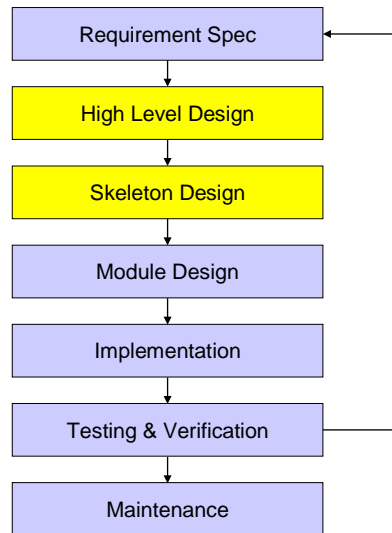 Requirement Spec
High Level Design
Skeleton Design
Module Design
Implementation
Testing & Verification
Maintenance